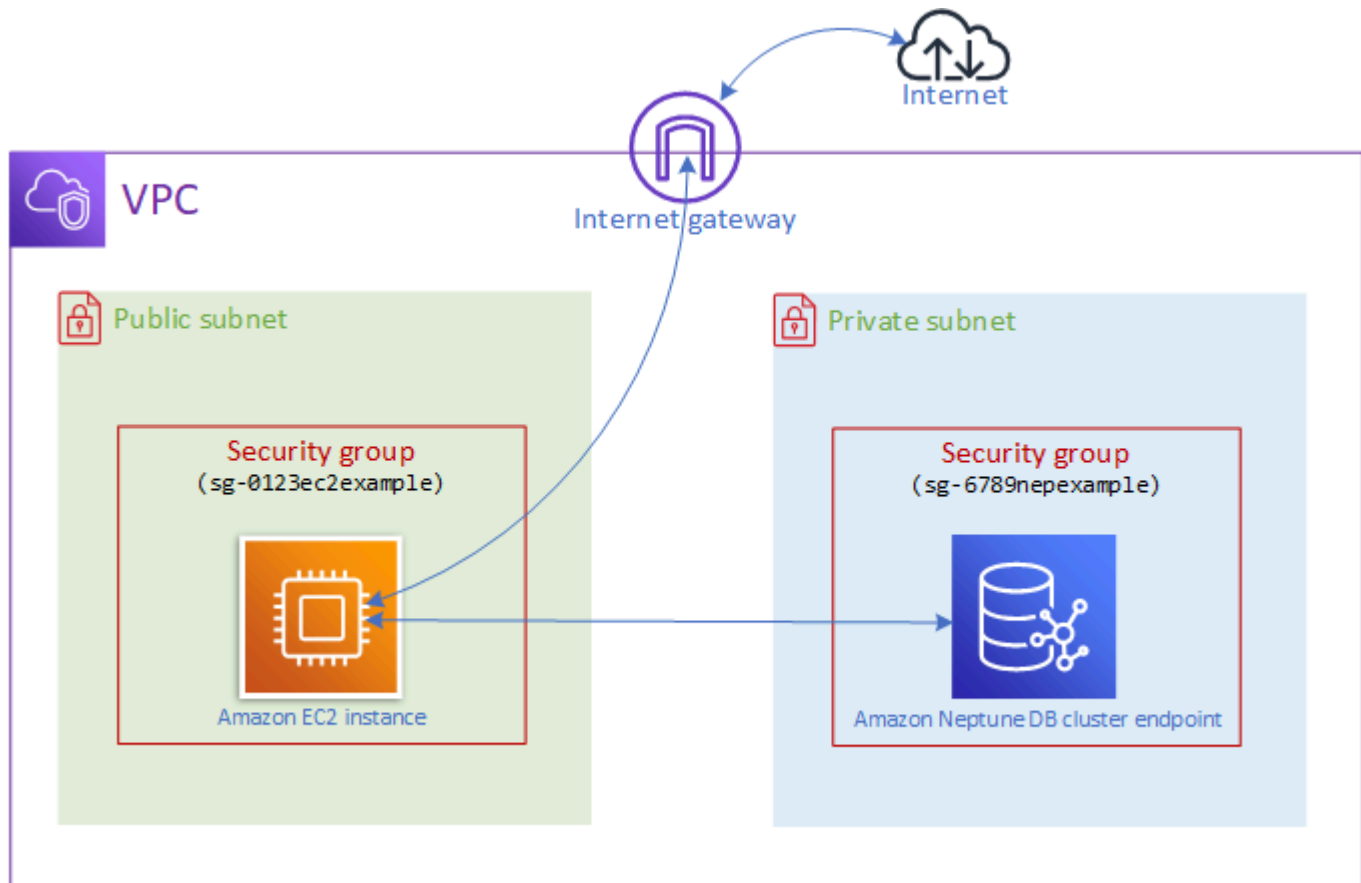 Internet
VPC
Internet gateway
Public subnet
Private subnet
Security group
(sg-0123ec2example)
Security group
(sg-6789nepexample)
Amazon EC2 instance
Amazon Neptune DB cluster endpoint